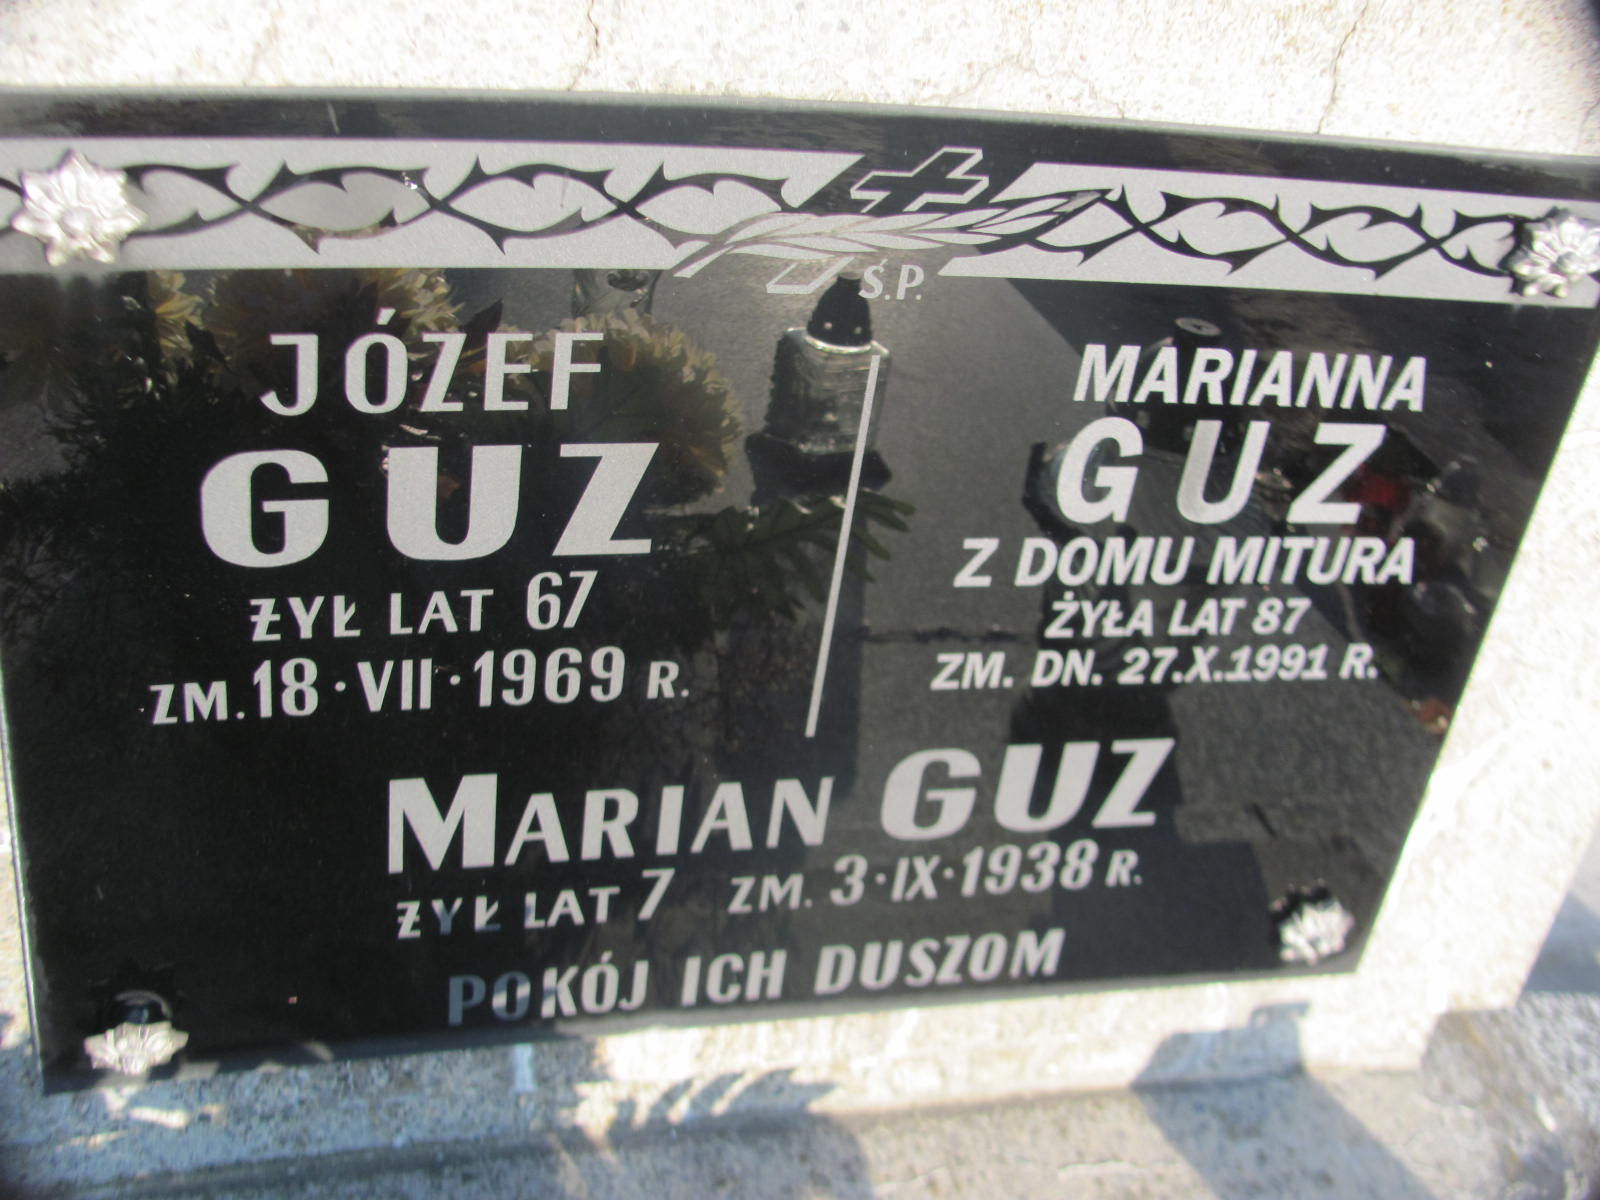 Ś.P.
JÓZEF
GUZ
ŻYŁ LAT 67
ZM. 18·VII·1969 R.
MARIANNA
GUZ
Z DOMU MITURA
ŻYŁA LAT 87
ZM. DN. 27.X.1991 R.
MARIAN GUZ
ŻYŁ LAT 7 ZM. 3·IX·1938 R.
POKÓJ ICH DUSZOM